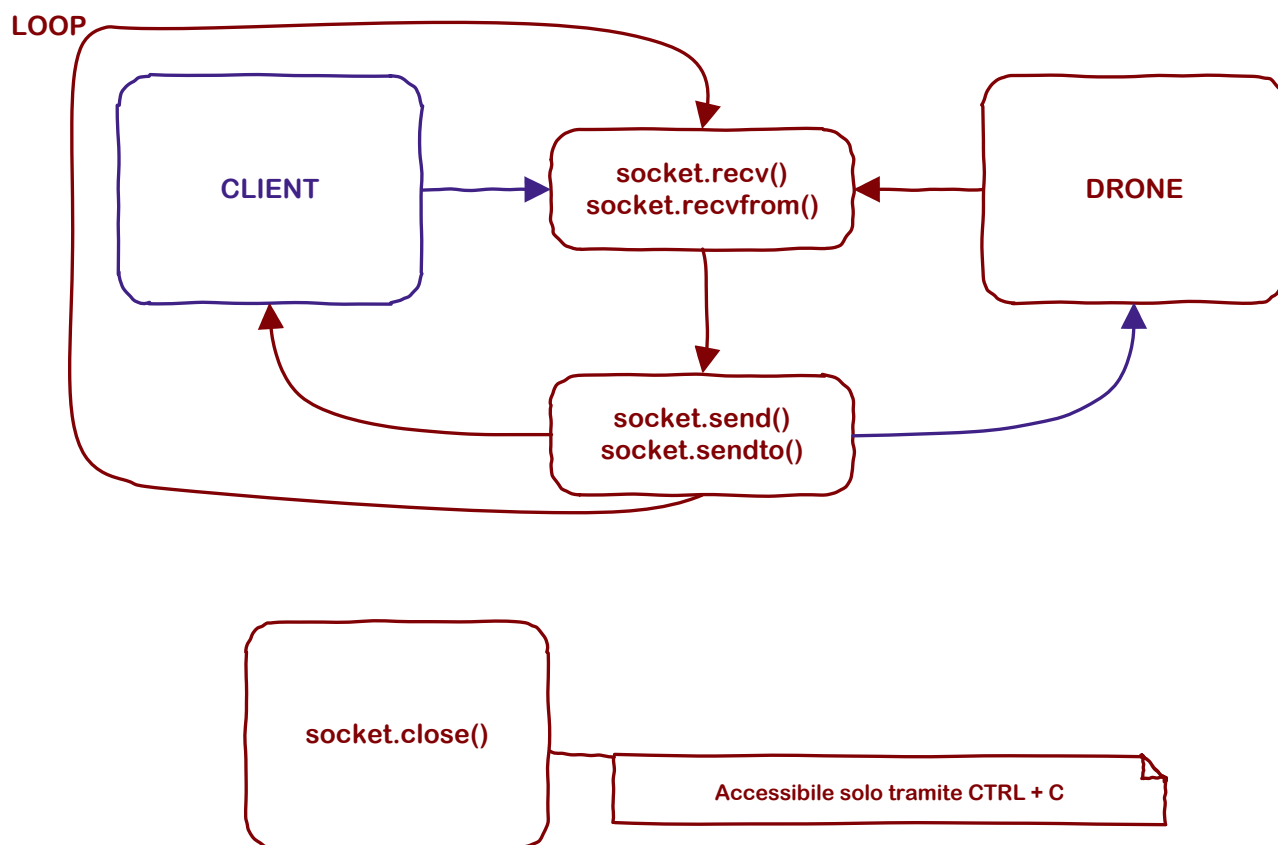 LOOP
CLIENT
socket.recv()
socket.recvfrom()
DRONE
socket.send()
socket.sendto()
socket.close()
Accessibile solo tramite CTRL + C